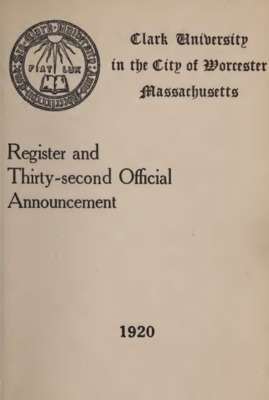 FIAT LUX
Clark University
in the City of Worcester
Massachusetts
Register and
Thirty-second Official
Announcement
1920